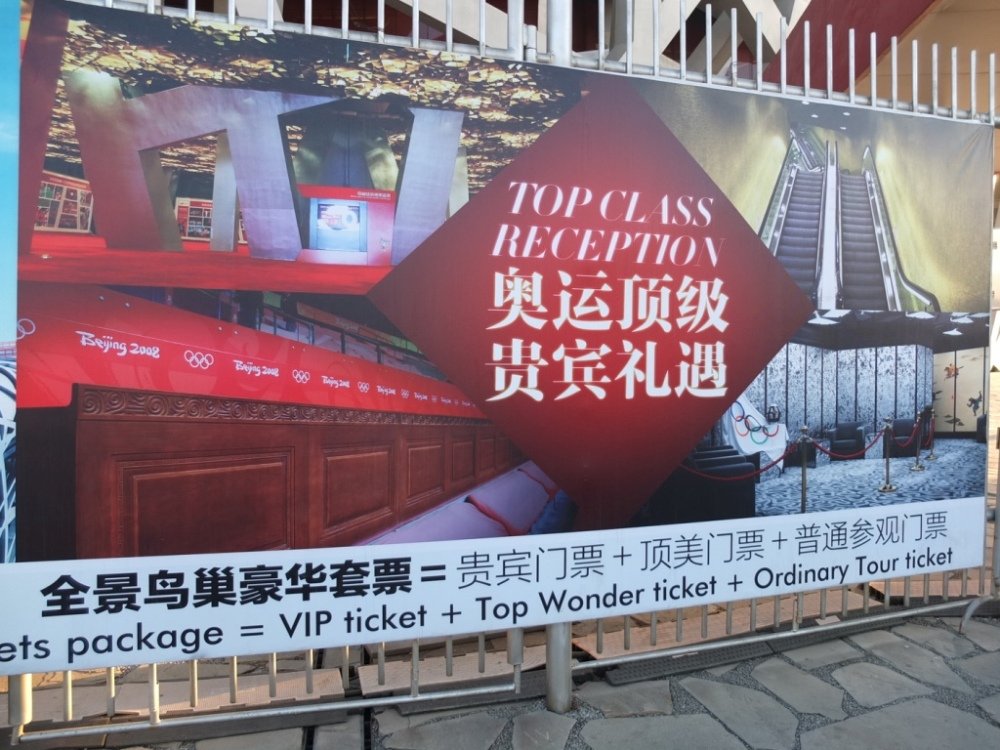 TOP CLASS
RECEPTION
奥运顶级
贵宾礼遇
Beijing 2008
Beijing 2008
Beijing 2008
Beijing 2008
全景鸟巢豪华套票=贵宾门票+顶美门票+普通参观门票
ets package = VIP ticket + Top Wonder ticket + Ordinary Tour ticket